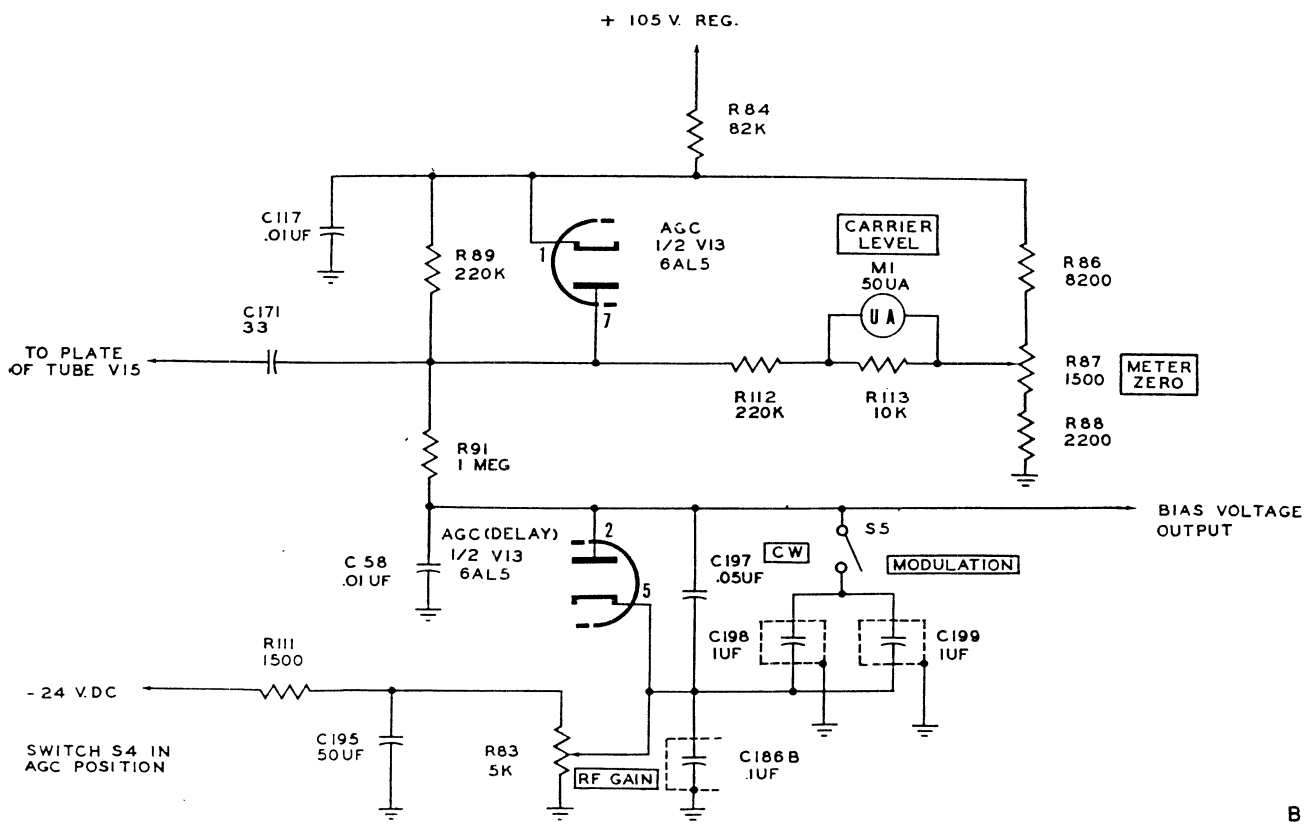 + 105 V. REG.
R84
82K
C117
.01UF
R89
220K
1
7
AGC
1/2 V13
6AL5
CARRIER
LEVEL
M1
50UA
UA
R86
8200
C171
33
TO PLATE
OF TUBE V15
R112
220K
R113
10K
R87
1500
METER
ZERO
R88
2200
R91
1 MEG
BIAS VOLTAGE
OUTPUT
AGC (DELAY)
1/2 V13
6AL5
2
5
C58
.01UF
C197
.05UF
CW
S5
MODULATION
C198
1UF
C199
1UF
R111
1500
-24 V.DC
SWITCH S4 IN
AGC POSITION
C195
50UF
R83
5K
RF GAIN
C186B
.1UF
B